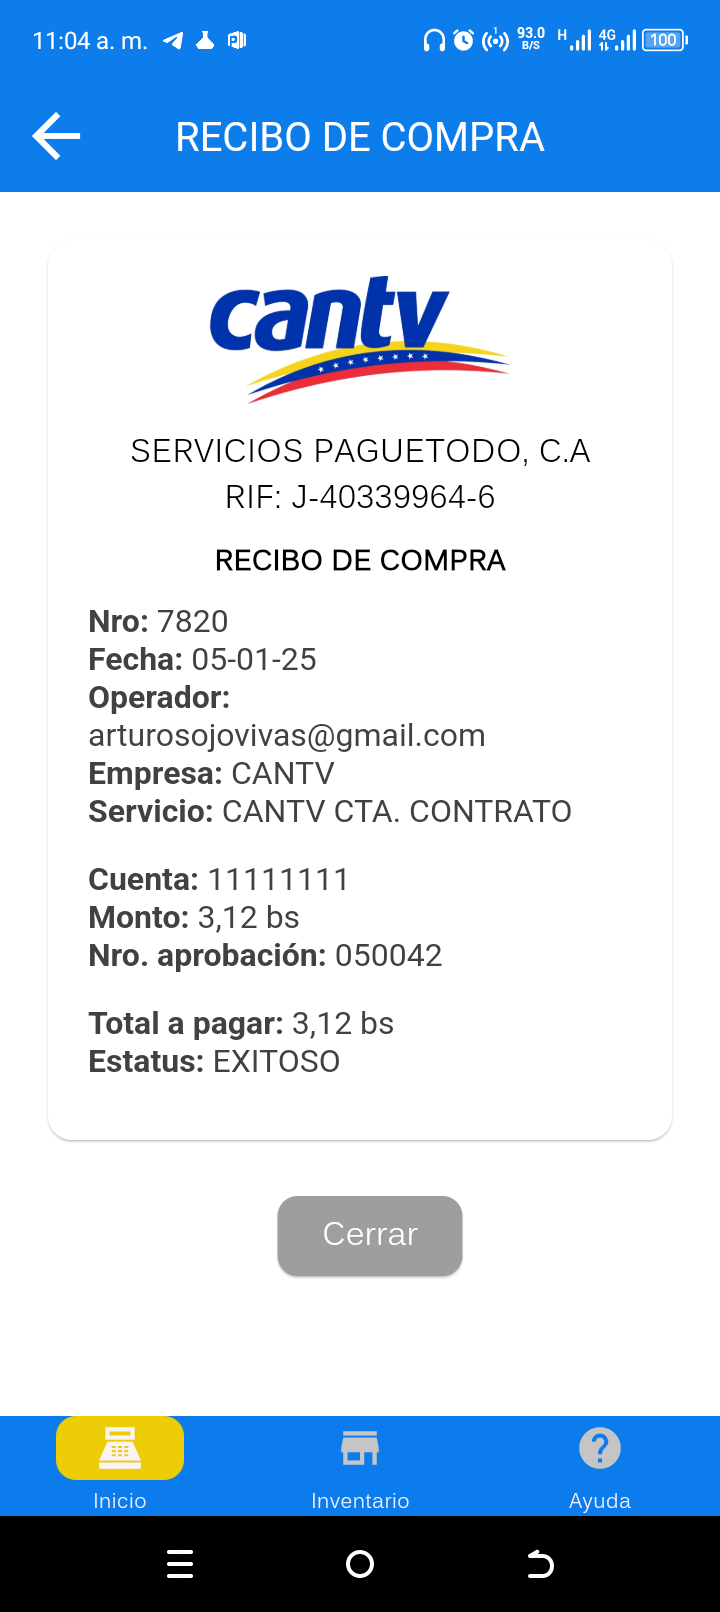 11:04 a. m.
1 93.0 B/S H 4G 100
RECIBO DE COMPRA
cantv
SERVICIOS PAGUETODO, C.A
RIF: J-40339964-6
RECIBO DE COMPRA
Nro: 7820
Fecha: 05-01-25
Operador:
arturosojovivas@gmail.com
Empresa: CANTV
Servicio: CANTV CTA. CONTRATO
Cuenta: 11111111
Monto: 3,12 bs
Nro. aprobación: 050042
Total a pagar: 3,12 bs
Estatus: EXITOSO
Cerrar
Inicio Inventario Ayuda